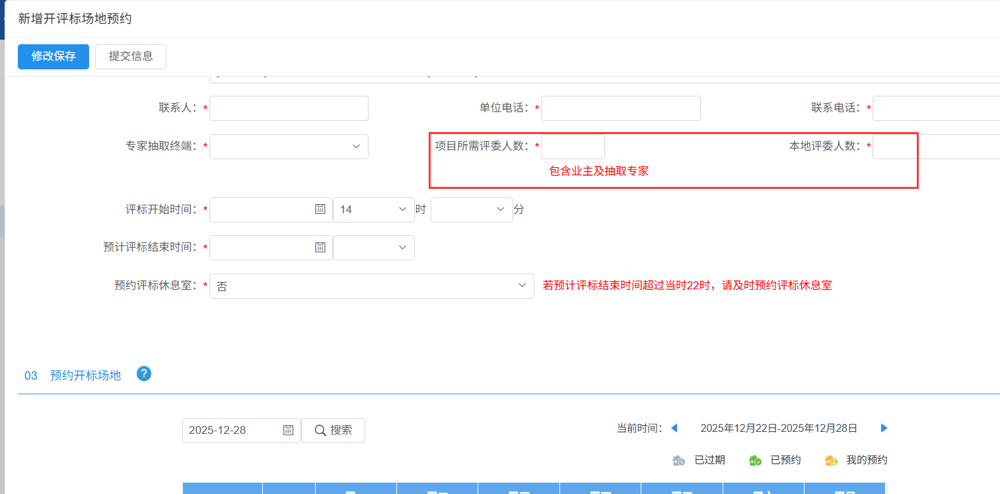 新增开评标场地预约
修改保存 提交信息
联系人：* 单位电话：* 联系电话：*
专家抽取终端：* 项目所需评委人数：* 本地评委人数：*
包含业主及抽取专家
评标开始时间：* 14 时 分
预计评标结束时间：*
预约评标休息室：* 否 若预计评标结束时间超过当时22时，请及时预约评标休息室
03 预约开标场地 ?
2025-12-28 搜索 当前时间： 2025年12月22日-2025年12月28日
已过期 已预约 我的预约